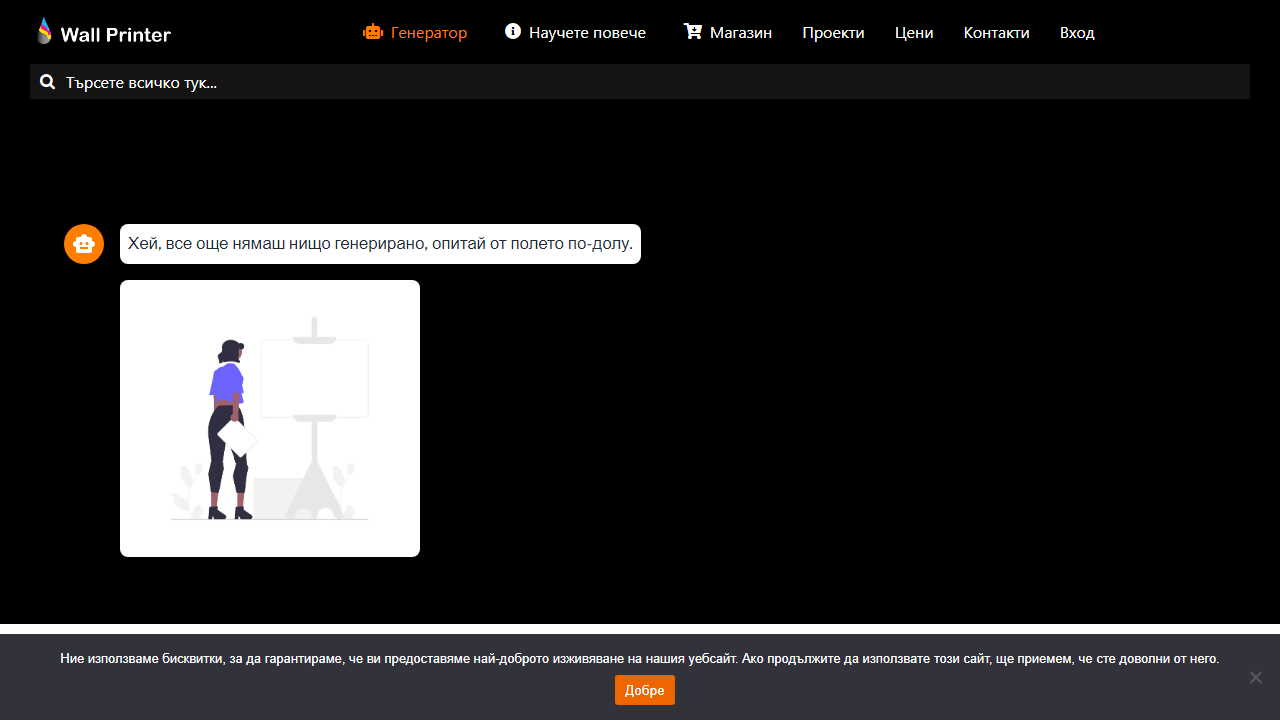 Wall Printer
Генератор
Научете повече
Магазин
Проекти
Цени
Контакти
Вход
Търсете всичко тук...
Хей, все още нямаш нищо генерирано, опитай от полето по-долу.
Ние използваме бисквитки, за да гарантираме, че ви предоставяме най-доброто изживяване на нашия уебсайт. Ако продължите да използвате този сайт, ще приемем, че сте доволни от него.
Добре